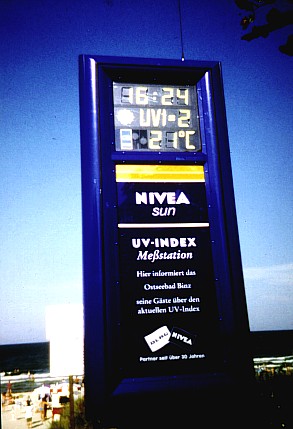 16:24
UVI-2
21°C
NIVEA
sun
UV-INDEX
Meßstation
Hier informiert das
Ostseebad Binz
seine Gäste über den
aktuellen UV-Index
DLRG NIVEA
Partner seit über 30 Jahren